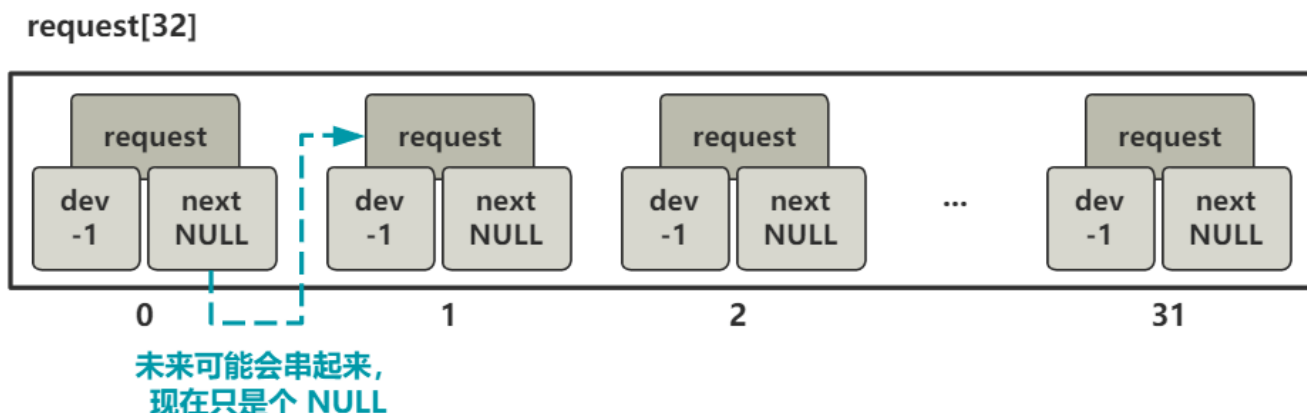 request[32]
request request request request
dev -1 next NULL dev -1 next NULL dev -1 next NULL ... dev -1 next NULL
0 1 2 31
未来可能会串起来，
现在只是个 NULL